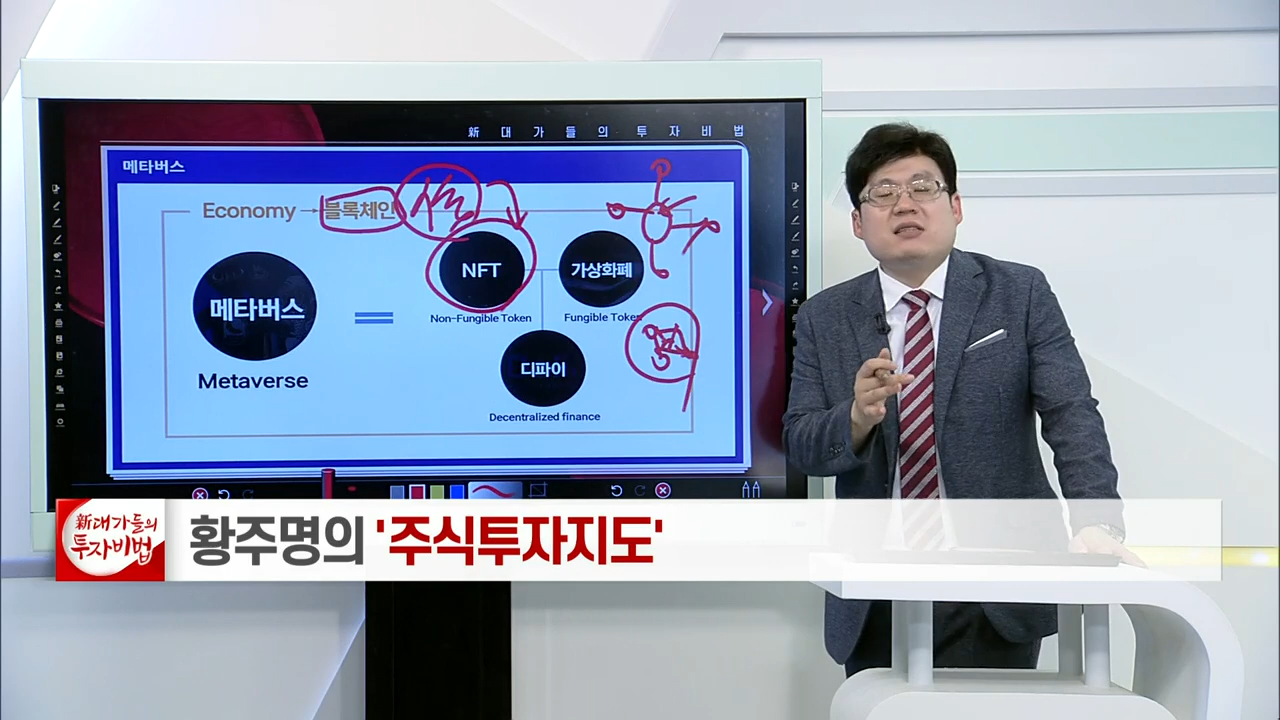 新대가들의투자비법
메타버스
Economy → 블록체인
메타버스
NFT
가상화폐
Non-Fungible Token
Fungible Token
Metaverse
디파이
Decentralized finance
新대가들의
투자비법
황주명의 '주식투자지도'